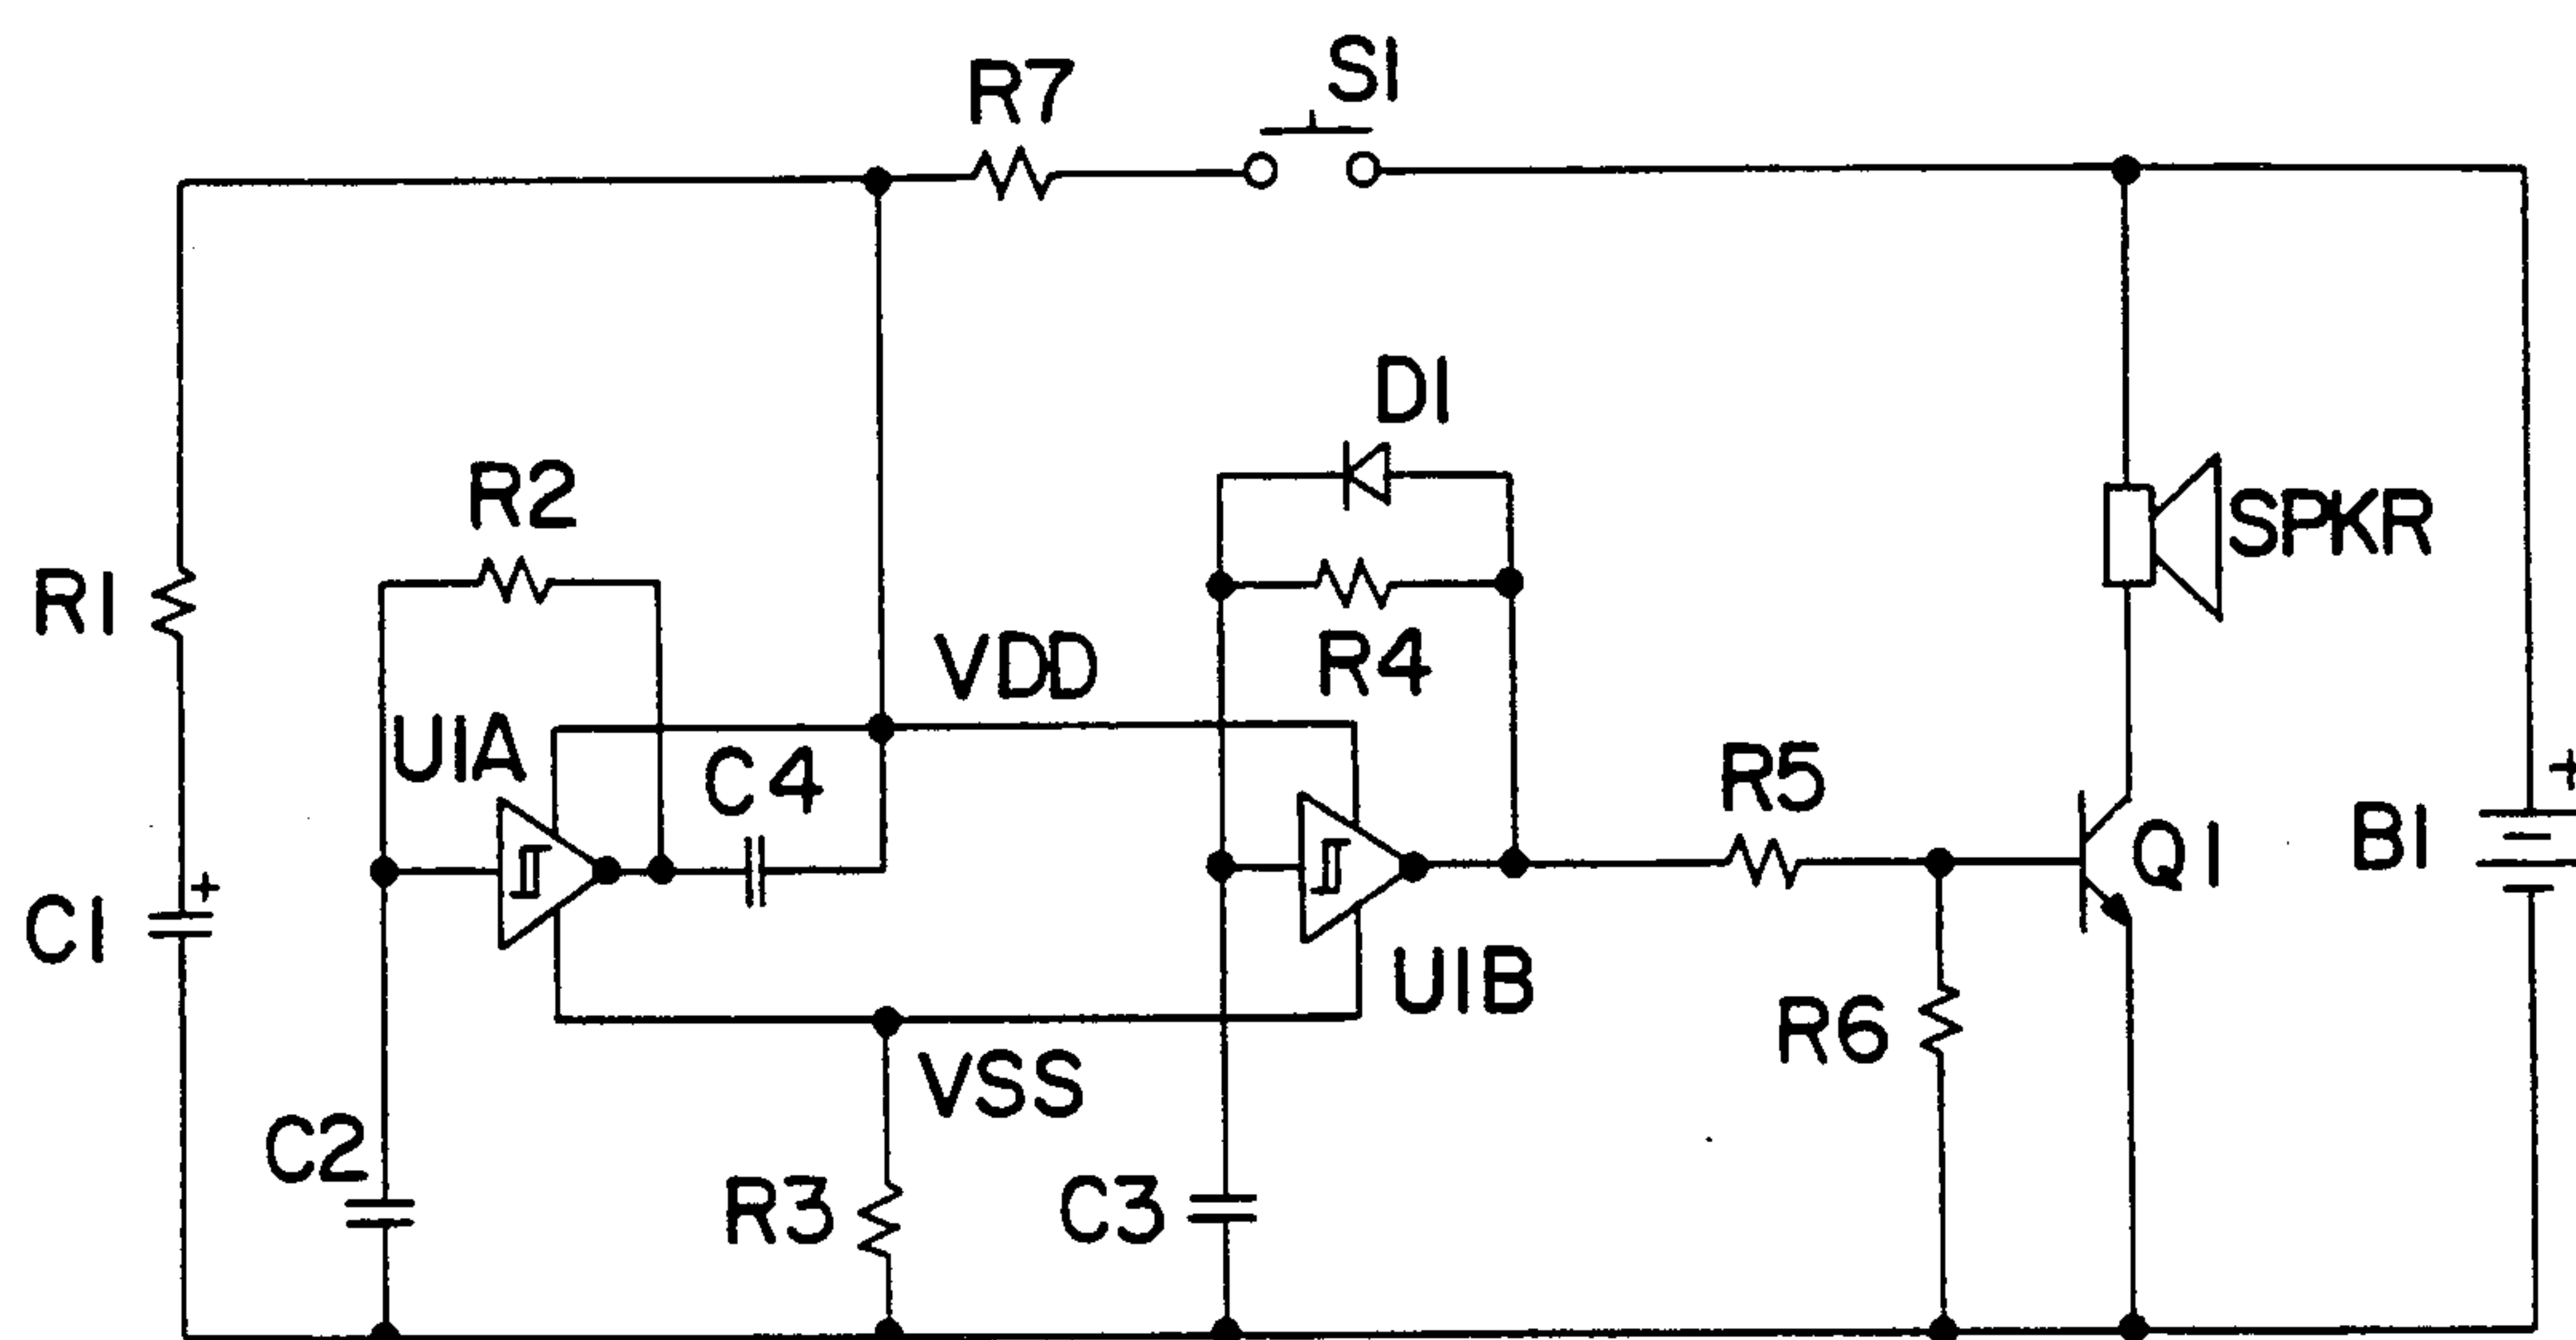 S1
R7
D1
R2
SPKR
R1
R4
VDD
U1A
C4
R5
+
B1
Q1
+
C1
U1B
R6
VSS
C2
R3
C3